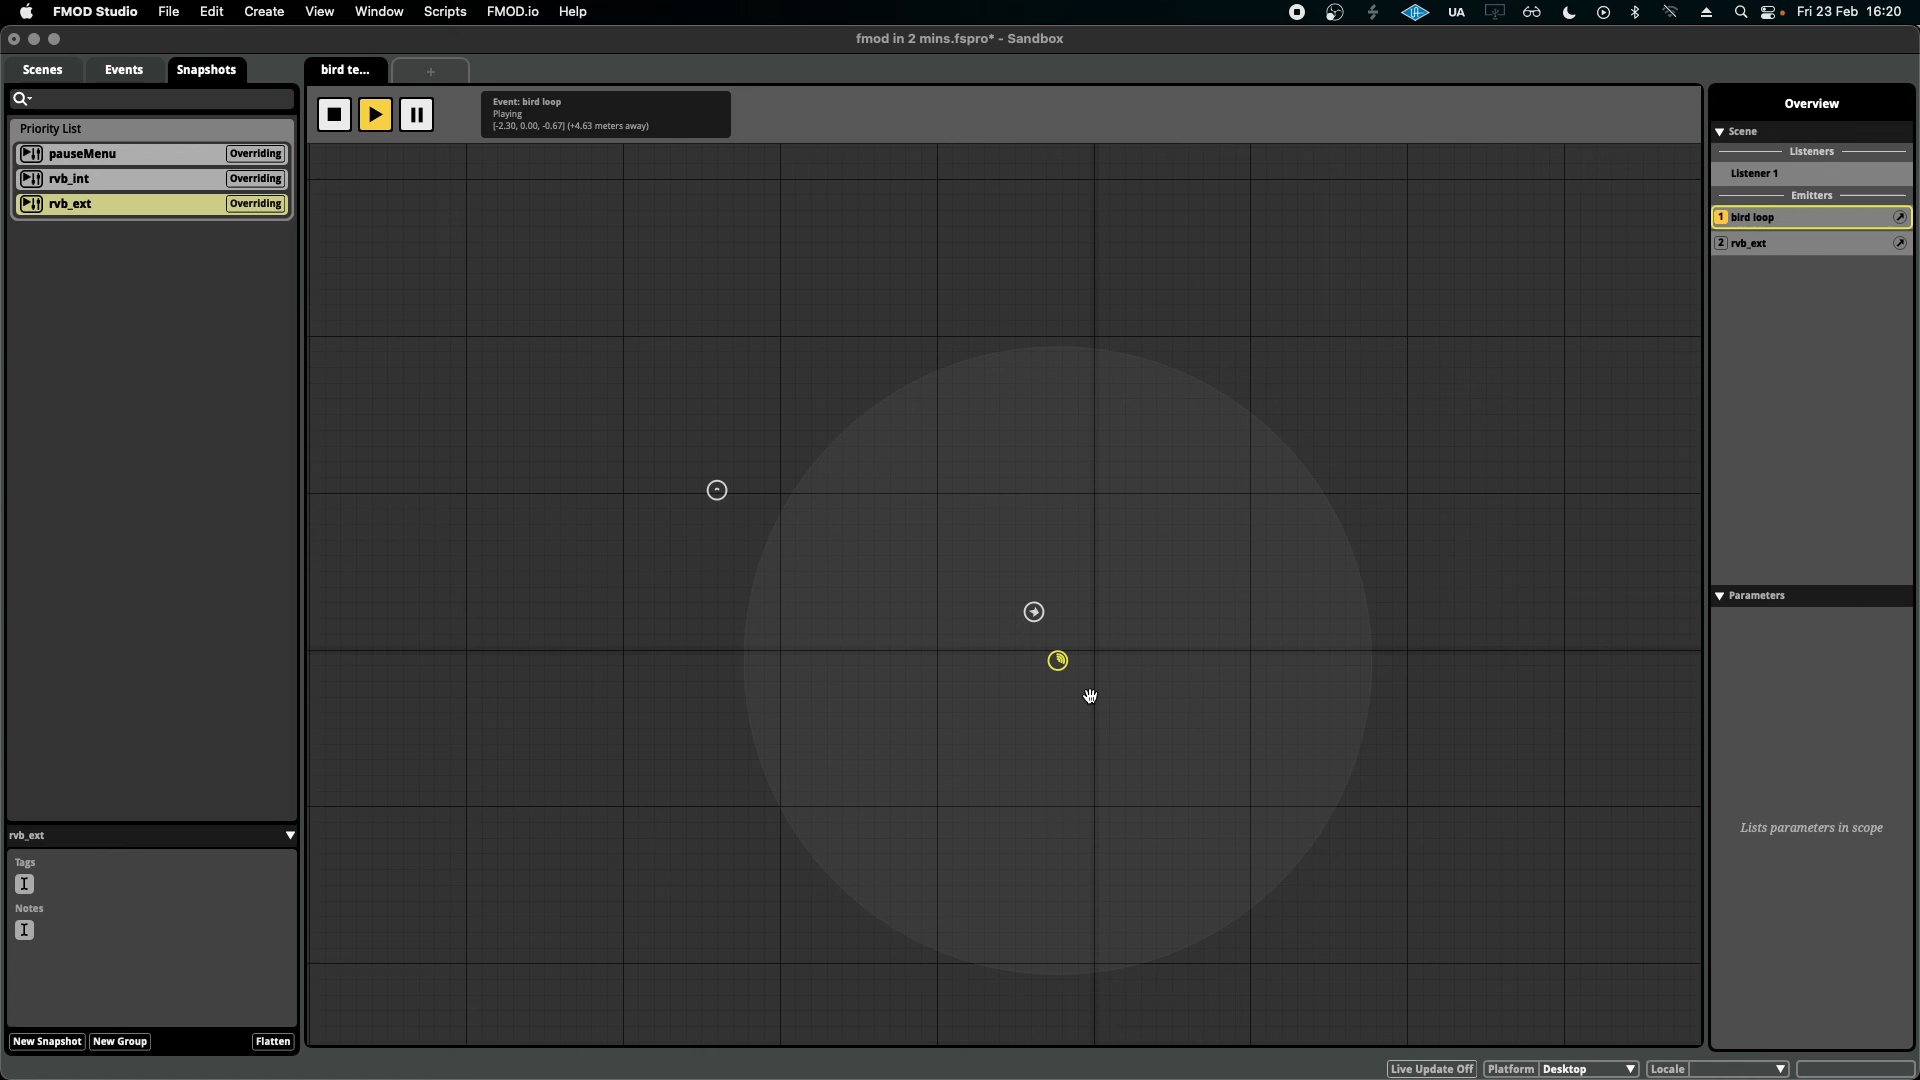 FMOD Studio File Edit Create View Window Scripts FMOD.io Help UA Fri 23 Feb 16:20
fmod in 2 mins.fspro* - Sandbox
Scenes Events Snapshots
bird te... +
Event: bird loop
Playing
[-2.30, 0.00, -0.67] (+4.63 meters away)
Overview
Priority List
pauseMenu Overriding
rvb_int Overriding
rvb_ext Overriding
Scene
Listeners
Listener 1
Emitters
1 bird loop
2 rvb_ext
Parameters
Lists parameters in scope
rvb_ext
Tags
Notes
New Snapshot New Group Flatten
Live Update Off Platform Desktop Locale